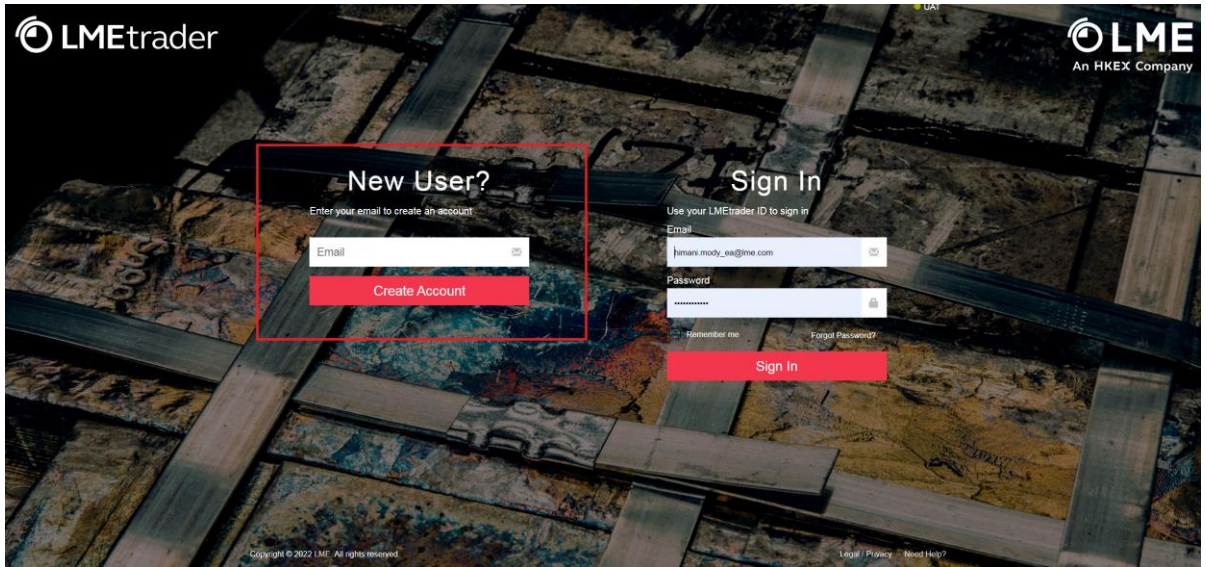 UAT
LMEtrader
LME
An HKEX Company
New User?
Enter your email to create an account
Email
Create Account
Sign In
Use your LMEtrader ID to sign in
Email
himani.mody_ea@lme.com
Password
••••••••••••
Remember me
Forgot Password?
Sign In
Copyright © 2022 LME. All rights reserved.
Legal / Privacy
Need Help?